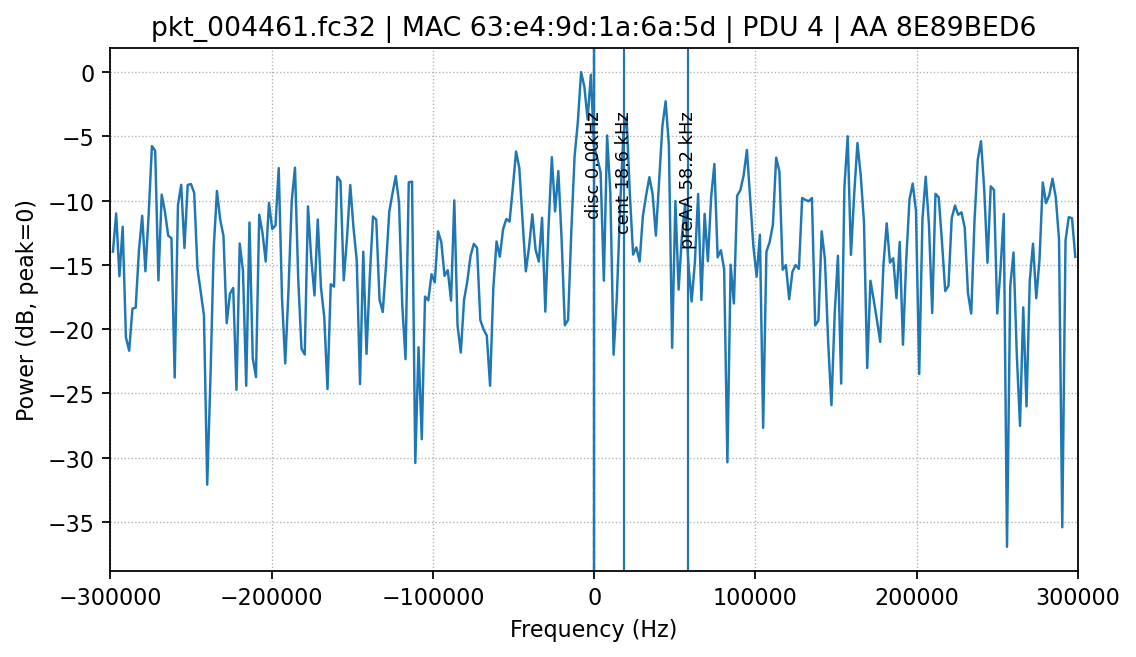 pkt_004461.fc32 | MAC 63:e4:9d:1a:6a:5d | PDU 4 | AA 8E89BED6
Power (dB, peak=0)
0
−5
−10
−15
−20
−25
−30
−35
disc 0.00kHz
cent 18.6 kHz
preAA 58.2 kHz
−300000
−200000
−100000
0
100000
200000
300000
Frequency (Hz)